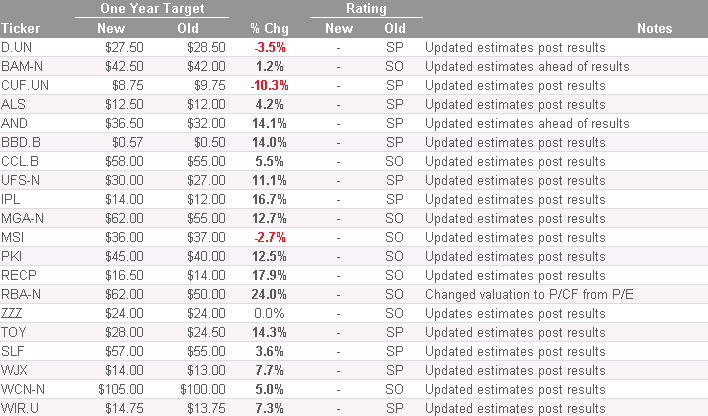 One Year Target Rating
Ticker New Old % Chg New Old Notes
D.UN $27.50 $28.50 -3.5% - SP Updated estimates post results
BAM-N $42.50 $42.00 1.2% - SO Updated estimates ahead of results
CUF.UN $8.75 $9.75 -10.3% - SP Updated estimates post results
ALS $12.50 $12.00 4.2% - SP Updated estimates post results
AND $36.50 $32.00 14.1% - SP Updated estimates ahead of results
BBD.B $0.57 $0.50 14.0% - SP Updated estimates post results
CCL.B $58.00 $55.00 5.5% - SO Updated estimates post results
UFS-N $30.00 $27.00 11.1% - SP Updated estimates post results
IPL $14.00 $12.00 16.7% - SP Updated estimates post results
MGA-N $62.00 $55.00 12.7% - SO Updated estimates post results
MSI $36.00 $37.00 -2.7% - SO Updated estimates post results
PKI $45.00 $40.00 12.5% - SO Updated estimates post results
RECP $16.50 $14.00 17.9% - SO Updated estimates post results
RBA-N $62.00 $50.00 24.0% - SO Changed valuation to P/CF from P/E
ZZZ $24.00 $24.00 0.0% - SO Updates estimates post results
TOY $28.00 $24.50 14.3% - SP Updated estimates post results
SLF $57.00 $55.00 3.6% - SP Updated estimates post results
WJX $14.00 $13.00 7.7% - SP Updated estimates post results
WCN-N $105.00 $100.00 5.0% - SO Updated estimates post results
WIR.U $14.75 $13.75 7.3% - SP Updated estimates post results